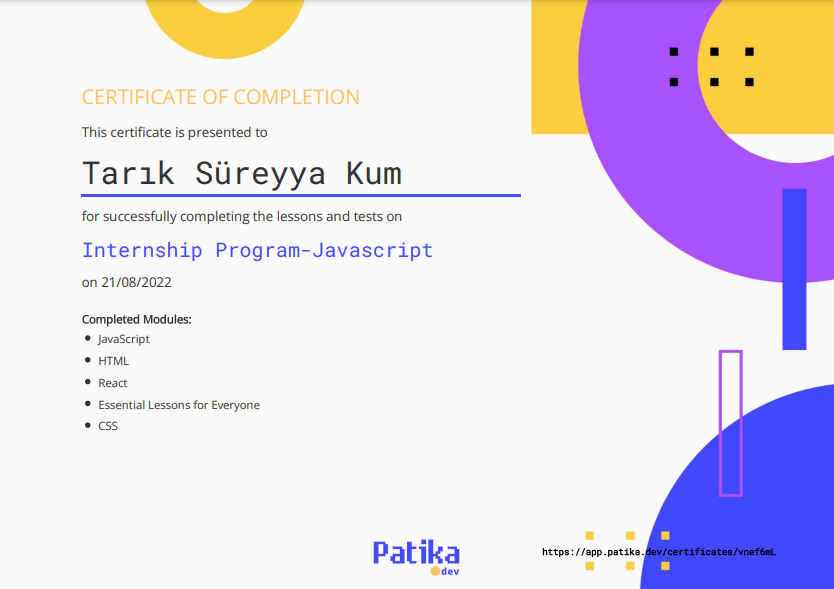 CERTIFICATE OF COMPLETION
This certificate is presented to
Tarık Süreyya Kum
for successfully completing the lessons and tests on
Internship Program-Javascript
on 21/08/2022
Completed Modules:
JavaScript
HTML
React
Essential Lessons for Everyone
CSS
Patika
dev
https://app.patika.dev/certificates/vnef6mL